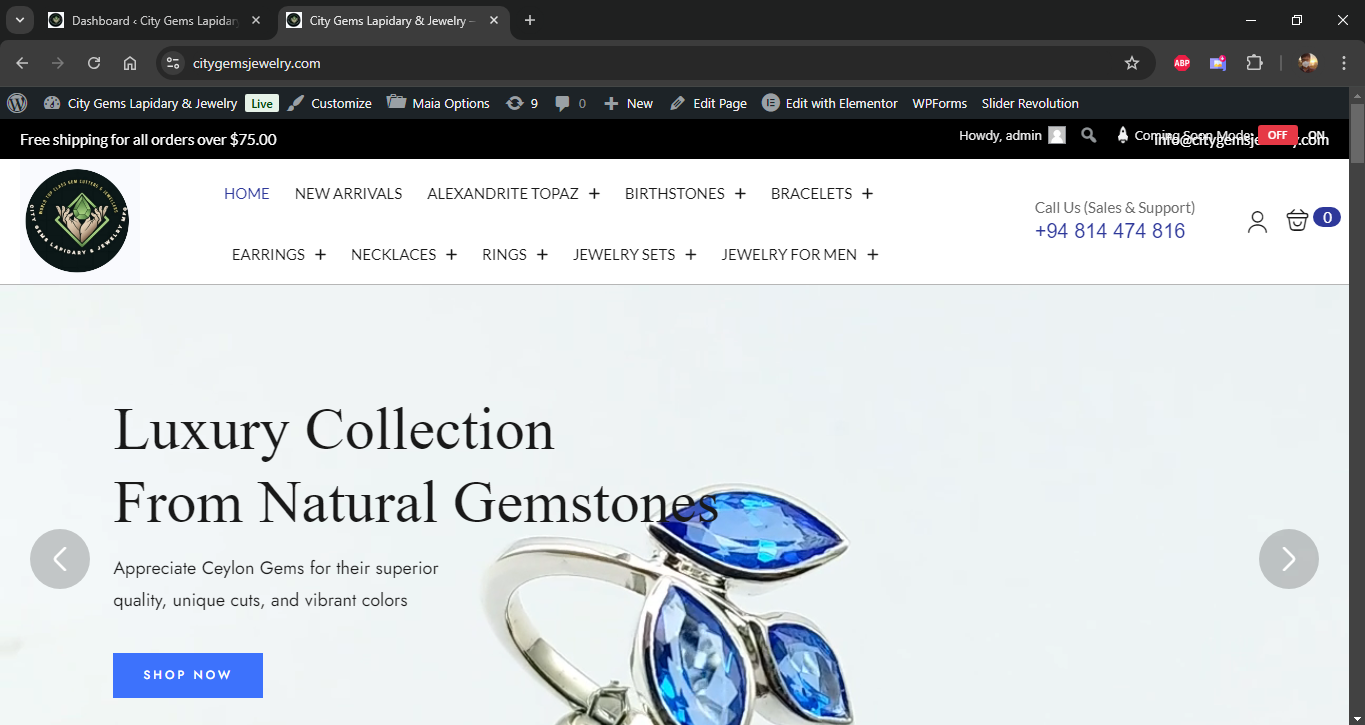 Dashboard ‹ City Gems Lapidar
City Gems Lapidary & Jewelry –
citygemsjewelry.com
ABP
City Gems Lapidary & Jewelry Live Customize Maia Options 9 0 New Edit Page Edit with Elementor WPForms Slider Revolution
Howdy, admin Coming Soon Mode: OFF ON
Free shipping for all orders over $75.00 info@citygemsjewelry.com
HOME NEW ARRIVALS ALEXANDRITE TOPAZ + BIRTHSTONES + BRACELETS +
EARRINGS + NECKLACES + RINGS + JEWELRY SETS + JEWELRY FOR MEN +
Call Us (Sales & Support)
+94 814 474 816
0
Luxury Collection
From Natural Gemstones
Appreciate Ceylon Gems for their superior
quality, unique cuts, and vibrant colors
SHOP NOW